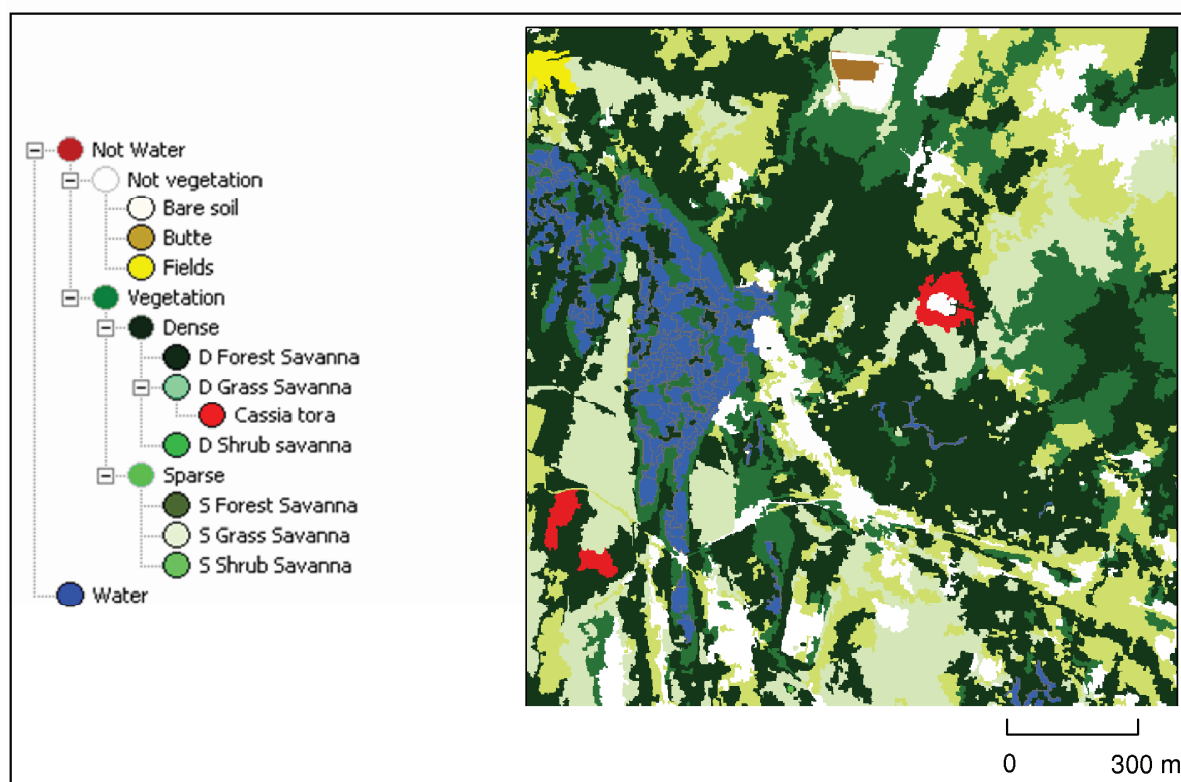 Not Water
Not vegetation
Bare soil
Butte
Fields
Vegetation
Dense
D Forest Savanna
D Grass Savanna
Cassia tora
D Shrub savanna
Sparse
S Forest Savanna
S Grass Savanna
S Shrub Savanna
Water
0 300 m